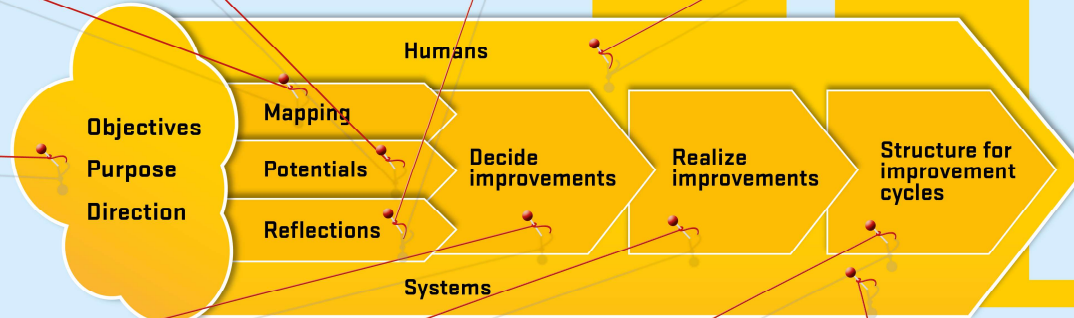 Humans
Objectives
Purpose
Direction
Mapping
Potentials
Reflections
Decide
improvements
Realize
improvements
Structure for
improvement
cycles
Systems